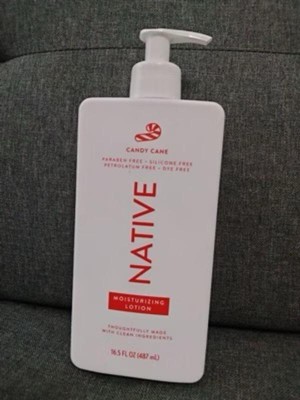 CANDY CANE
PARABEN FREE - SILICONE FREE
PETROLATUM FREE - DYE FREE
NATIVE
MOISTURIZING
LOTION
THOUGHTFULLY MADE
WITH CLEAN INGREDIENTS
16.5 FL OZ (487 mL)